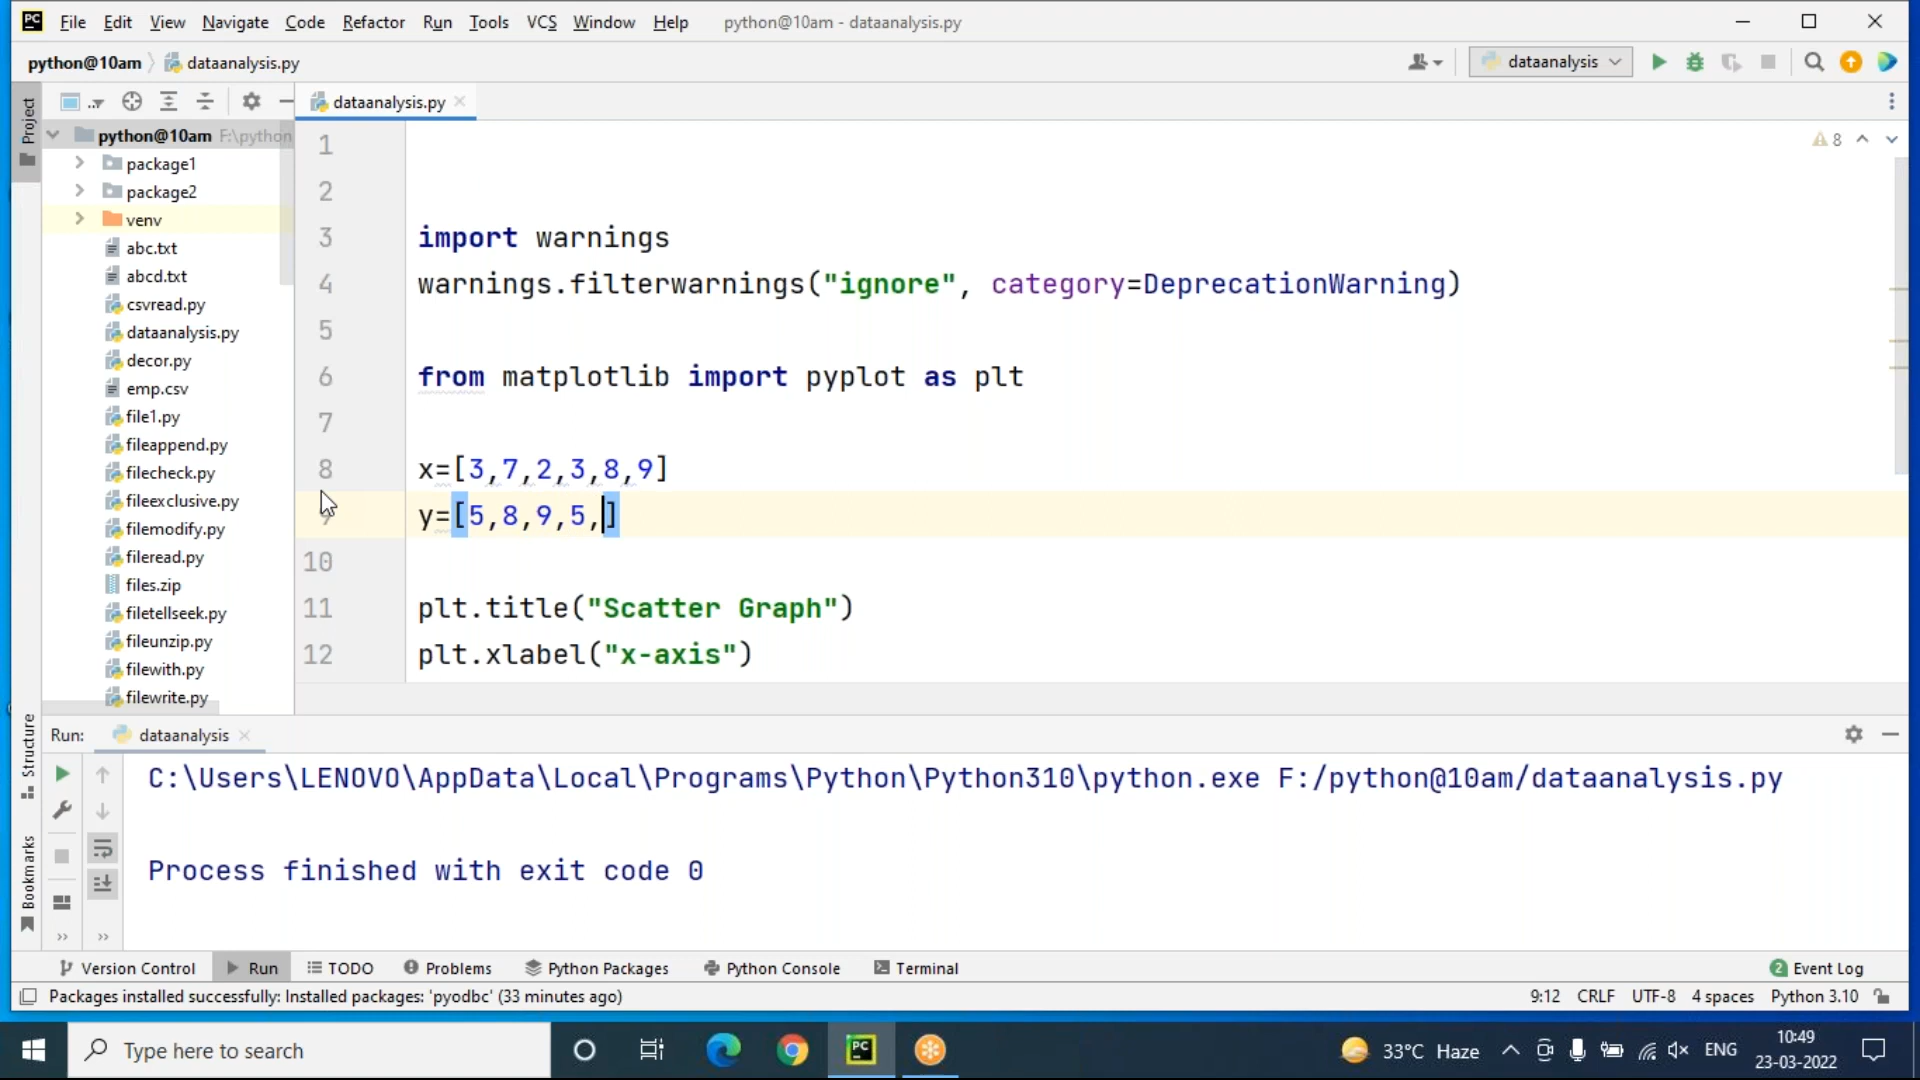 PC File Edit View Navigate Code Refactor Run Tools VCS Window Help python@10am - dataanalysis.py
python@10am dataanalysis.py dataanalysis
Project .. dataanalysis.py
python@10am F:\python
package1
package2
venv
abc.txt
abcd.txt
csvread.py
dataanalysis.py
decor.py
emp.csv
file1.py
fileappend.py
filecheck.py
fileexclusive.py
filemodify.py
fileread.py
files.zip
filetellseek.py
fileunzip.py
filewith.py
filewrite.py
8
1
2
3 import warnings
4 warnings.filterwarnings("ignore", category=DeprecationWarning)
5
6 from matplotlib import pyplot as plt
7
8 x=[3,7,2,3,8,9]
9 y=[5,8,9,5,]
10
11 plt.title("Scatter Graph")
12 plt.xlabel("x-axis")
Structure
Bookmarks
Run: dataanalysis
C:\Users\LENOVO\AppData\Local\Programs\Python\Python310\python.exe F:/python@10am/dataanalysis.py
Process finished with exit code 0
Version Control Run TODO Problems Python Packages Python Console Terminal 2 Event Log
Packages installed successfully: Installed packages: 'pyodbc' (33 minutes ago) 9:12 CRLF UTF-8 4 spaces Python 3.10
Type here to search PC 33°C Haze ENG 10:49
23-03-2022